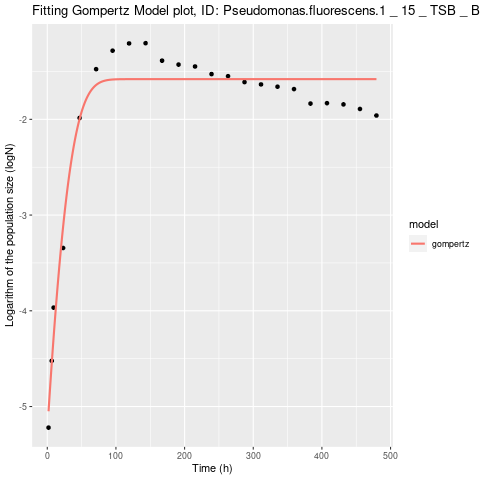 Fitting Gompertz Model plot, ID: Pseudomonas.fluorescens.1 _ 15 _ TSB _ B
Logarithm of the population size (logN)
-2
-3
-4
-5
0 100 200 300 400 500
Time (h)
model
gompertz